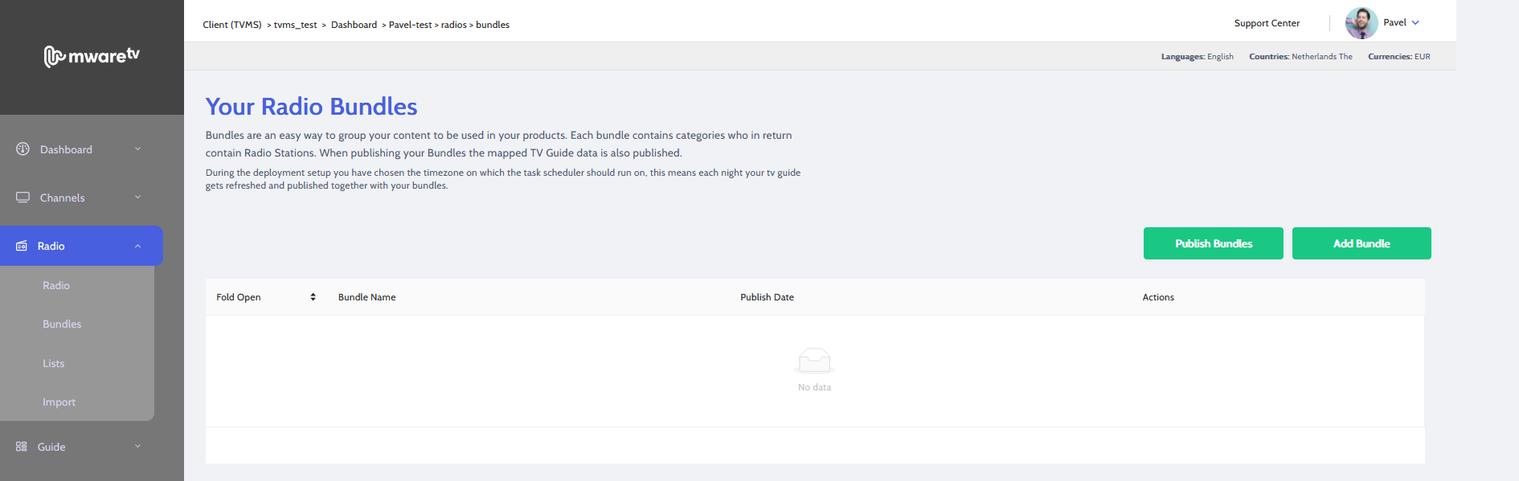 mwaretv
Client (TVMS) > tvms_test > Dashboard > Pavel-test > radios > bundles
Support Center
Pavel
Languages: English Countries: Netherlands The Currencies: EUR
Dashboard
Channels
Radio
Radio
Bundles
Lists
Import
Guide
Your Radio Bundles
Bundles are an easy way to group your content to be used in your products. Each bundle contains categories who in return
contain Radio Stations. When publishing your Bundles the mapped TV Guide data is also published.
During the deployment setup you have chosen the timezone on which the task scheduler should run on, this means each night your tv guide
gets refreshed and published together with your bundles.
Publish Bundles Add Bundle
Fold Open Bundle Name Publish Date Actions
No data